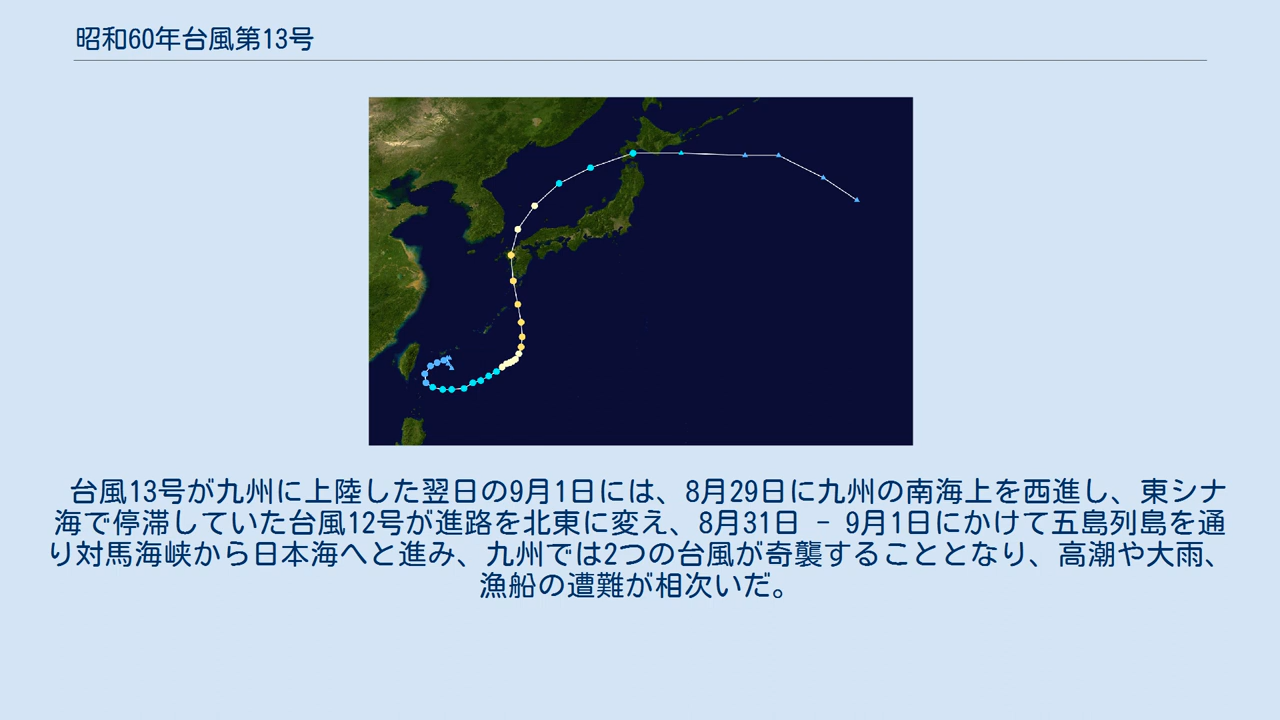 昭和60年台風第13号
台風13号が九州に上陸した翌日の9月1日には、8月29日に九州の南海上を西進し、東シナ
海で停滞していた台風12号が進路を北東に変え、8月31日 – 9月1日にかけて五島列島を通
り対馬海峡から日本海へと進み、九州では2つの台風が奇襲することとなり、高潮や大雨、
漁船の遭難が相次いだ。